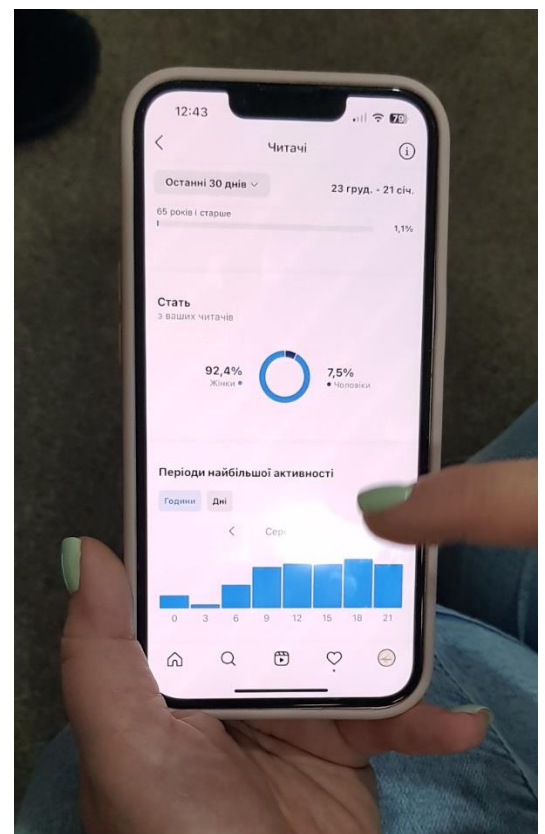 12:43
79
Читачі
Останні 30 днів
23 груд. - 21 січ.
65 років і старше
1,1%
Стать
з ваших читачів
92,4%
Жінки
7,5%
Чоловіки
Періоди найбільшої активності
Години Дні
0 3 6 9 12 15 18 21